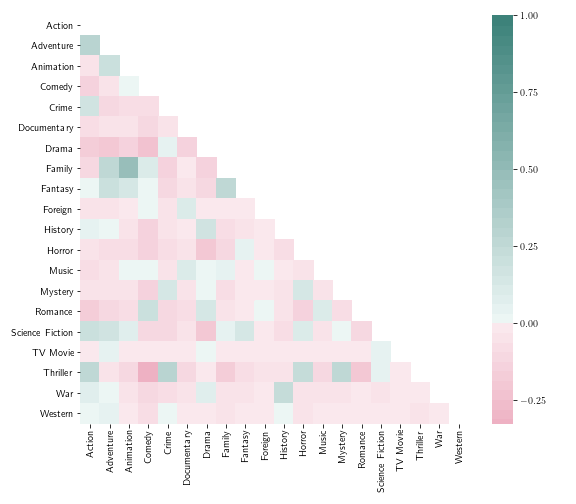 Action
Adventure
Animation
Comedy
Crime
Documentary
Drama
Family
Fantasy
Foreign
History
Horror
Music
Mystery
Romance
Science Fiction
TV Movie
Thriller
War
Western
Action
Adventure
Animation
Comedy
Crime
Documentary
Drama
Family
Fantasy
Foreign
History
Horror
Music
Mystery
Romance
Science Fiction
TV Movie
Thriller
War
Western
1.00
0.75
0.50
0.25
0.00
−0.25